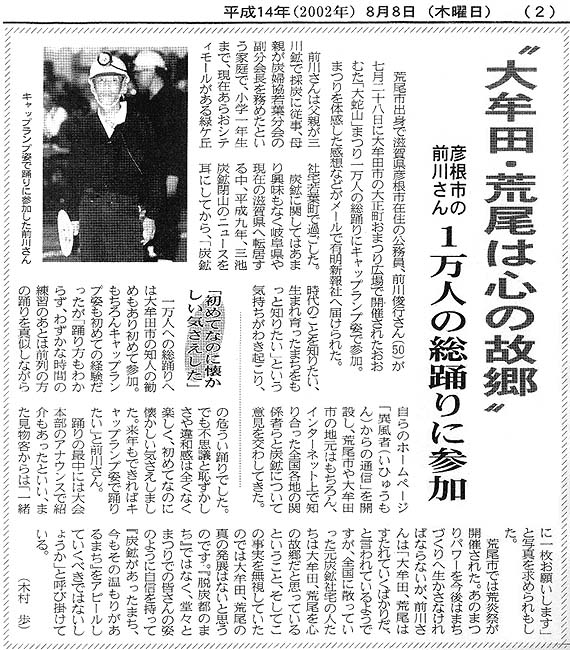 平成14年(2002年) 8月8日 (木曜日) (2)
〝大牟田・荒尾は心の故郷〟
彦根市の
前川さん
1万人の総踊りに参加
キャップランプ姿で踊りに参加した前川さん
荒尾市出身で滋賀県彦根市在住の公務員、前川俊行さん(50)が
七月二十八日に大牟田市の大正町おまつり広場で開催されたおお
むた「大蛇山」まつり一万人の総踊りにキャップランプ姿で参加。
まつりを体感した感想などがメールで有明新報社へ届けられた。
前川さんは父親が三
川鉱で採炭に従事、母
親が炭婦協若葉分会の
副分会長を務めたとい
う家庭で、小学一年生
まで、現在あらおシテ
ィモールがある緑ケ丘
社宅若葉町で過ごした。
炭鉱に関してはあま
り興味もなく岐阜県や
現在の滋賀県へ転居す
る中、平成九年、三池
炭鉱閉山のニュースを
耳にしてから、「炭鉱
時代のことを知りたい、
生まれ育ったまちをも
っと知りたい」という
気持ちがわき起こり、
自らのホームページ
「異風者(いひゅうも
ん)からの通信」を開
設し、荒尾市や大牟田
市の地元はもちろん、
インターネット上で知
り合った全国各地の関
係者らと炭鉱について
意見を交わしてきた。
「初めてなのに懐か
しい気さえした」
一万人への総踊りへ
は大牟田市の知人の勧
めもあり初めて参加。
もちろんキャップラン
プ姿も初めての経験だ
ったが「踊り方もわか
らず、わずかな時間の
練習のあとは前列の方
の踊りを真似しながら
の危うい踊りでした。
でも不思議と恥ずかし
さや違和感は全くなく
楽しく、初めてなのに
懐かしい気さえしまし
た。来年もできればキ
ャップランプ姿で踊り
たい」と前川さん。
踊りの最中には大会
本部のアナウンスで紹
介もあったといい、ま
た見物客からは「一緒
に一枚お願いします」
と写真を求められもし
た。
荒尾市では荒炎祭が
開催された。あのまつ
りパワーを今後はまち
づくりへ生かさなけれ
ばならないが、前川さ
んは「大牟田、荒尾は
すたれていくばかりだ、
と言われているようで
すが、全国に散ってい
った元炭鉱社宅の人た
ちは大牟田、荒尾を心
の故郷だと思っている
ということ、そしてこ
の事実を無視していた
のでは大牟田、荒尾の
真の発展はないと思う
のです。『脱炭都のま
ち』ではなく、堂々と
まつりでの皆さんの姿
のように自信を持って
『炭鉱があったまち、
今もその温もりがあ
るまち』をアピールし
ていくべきではないし
ょうか」と呼び掛けて
いる。
(木村 歩)